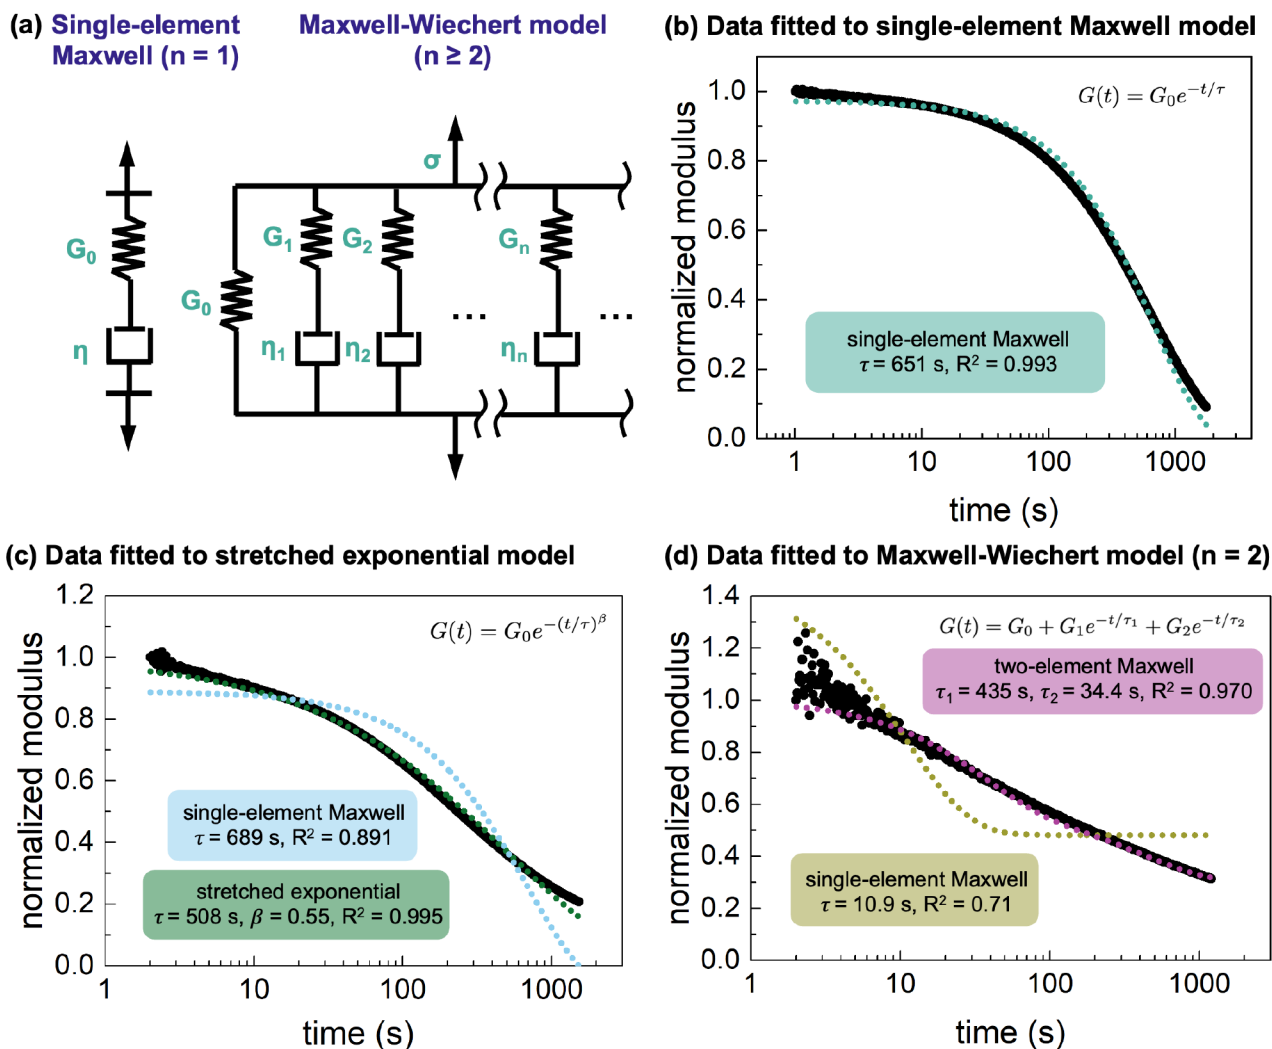 (a) Single-element
Maxwell (n = 1)
Maxwell-Wiechert model
(n ≥ 2)
σ
G₀
η
G₀
G₁
G₂
Gₙ
η₁
η₂
ηₙ
...
...
(b) Data fitted to single-element Maxwell model
G(t) = G₀e^{−t/τ}
single-element Maxwell
τ = 651 s, R² = 0.993
normalized modulus
1.0
0.8
0.6
0.4
0.2
0.0
1 10 100 1000
time (s)
(c) Data fitted to stretched exponential model
G(t) = G₀e^{−(t/τ)^β}
single-element Maxwell
τ = 689 s, R² = 0.891
stretched exponential
τ = 508 s, β = 0.55, R² = 0.995
normalized modulus
1.2
1.0
0.8
0.6
0.4
0.2
0.0
1 10 100 1000
time (s)
(d) Data fitted to Maxwell-Wiechert model (n = 2)
G(t) = G₀ + G₁e^{−t/τ₁} + G₂e^{−t/τ₂}
two-element Maxwell
τ₁ = 435 s, τ₂ = 34.4 s, R² = 0.970
single-element Maxwell
τ = 10.9 s, R² = 0.71
normalized modulus
1.4
1.2
1.0
0.8
0.6
0.4
0.2
0.0
1 10 100 1000
time (s)